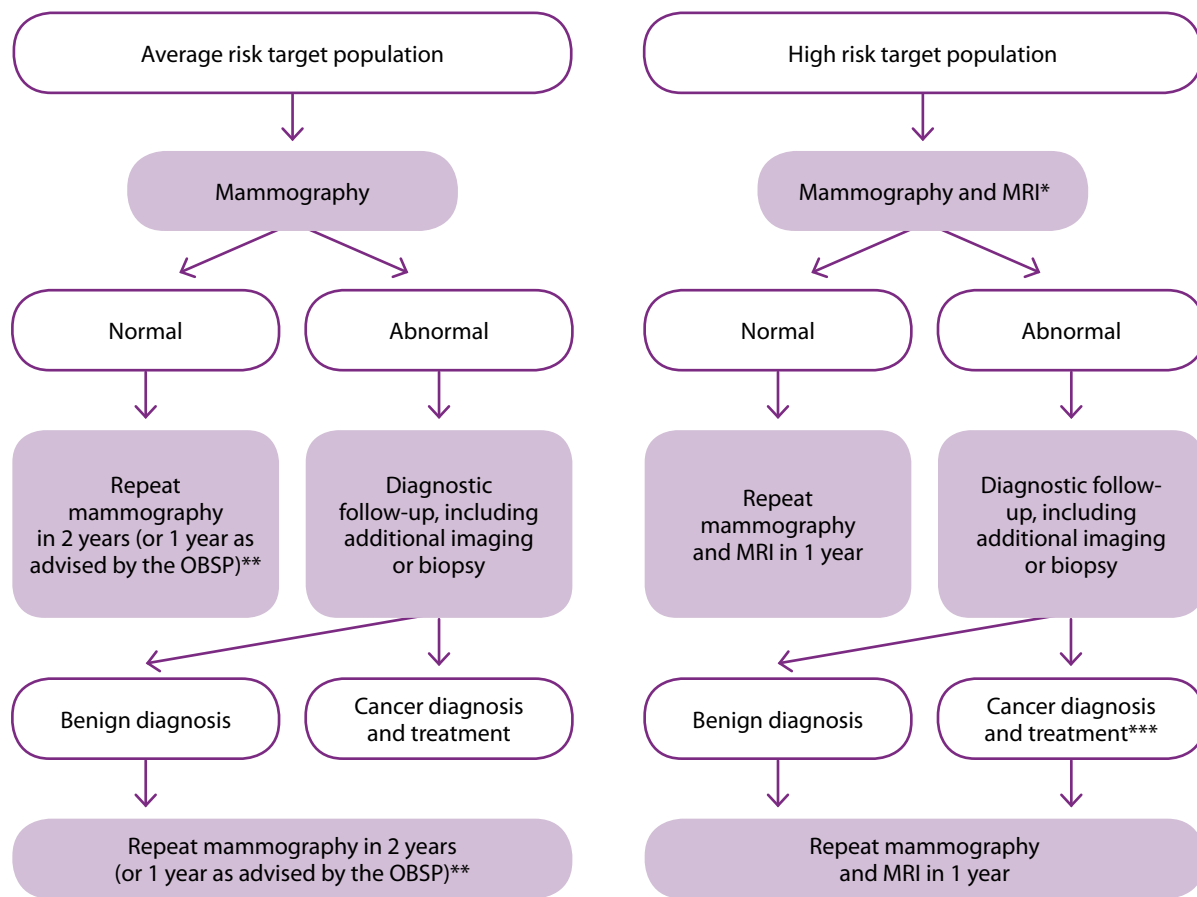 Average risk target population
Mammography
Normal
Abnormal
Repeat
mammography
in 2 years (or 1 year as
advised by the OBSP)**
Diagnostic
follow-up, including
additional imaging
or biopsy
Benign diagnosis
Cancer diagnosis
and treatment
Repeat mammography in 2 years
(or 1 year as advised by the OBSP)**
High risk target population
Mammography and MRI*
Normal
Abnormal
Repeat
mammography
and MRI in 1 year
Diagnostic follow-
up, including
additional imaging
or biopsy
Benign diagnosis
Cancer diagnosis
and treatment***
Repeat mammography
and MRI in 1 year